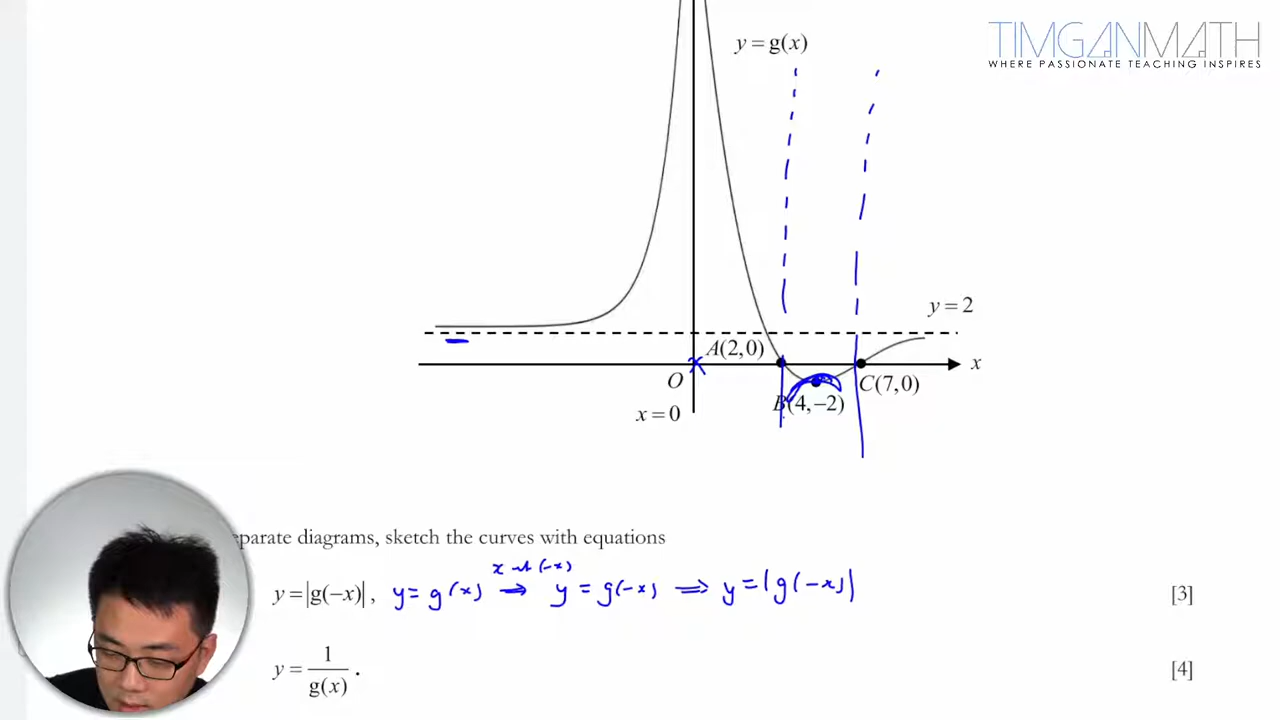 TIMGANMATH
WHERE PASSIONATE TEACHING INSPIRES
y = g(x)
y = 2
A(2,0)
x
O
C(7,0)
B(4,−2)
x = 0
eparate diagrams, sketch the curves with equations
x w (-x)
y = |g(−x)|, y = g(x) → y = g(-x) ⟹ y = |g(-x)| [3]
y = 1/g(x) . [4]